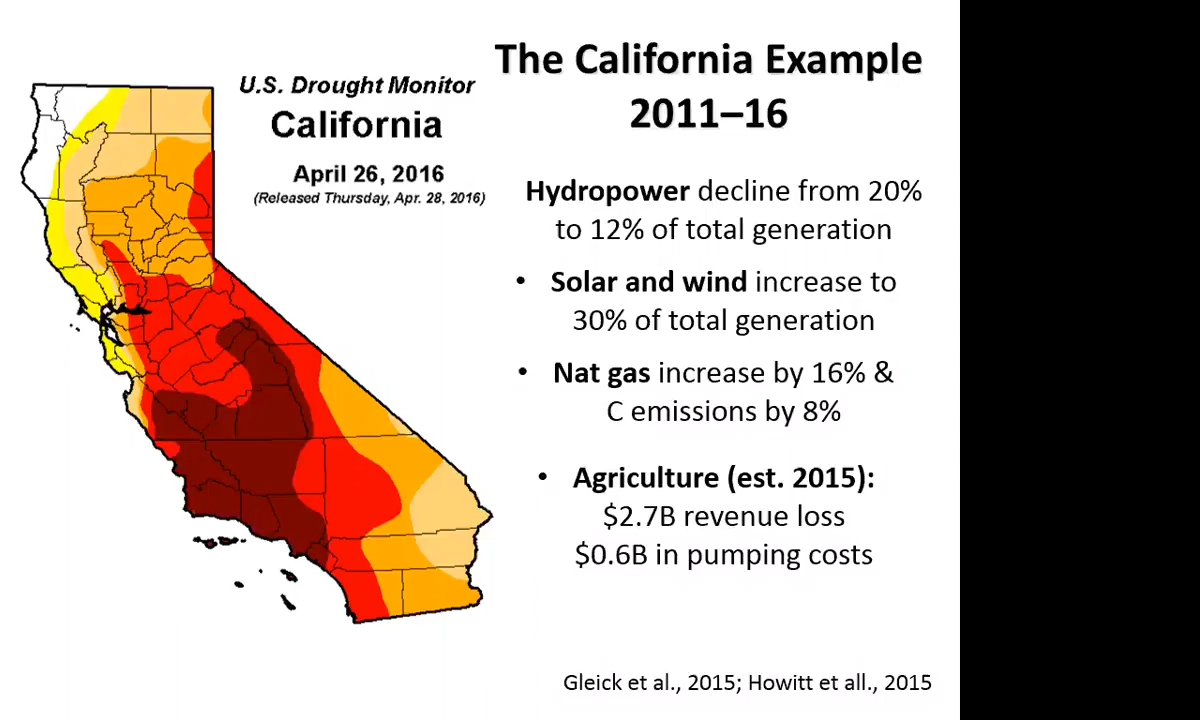 U.S. Drought Monitor
California
April 26, 2016
(Released Thursday, Apr. 28, 2016)
The California Example
2011–16
Hydropower decline from 20%
to 12% of total generation
• Solar and wind increase to
30% of total generation
• Nat gas increase by 16% &
C emissions by 8%
• Agriculture (est. 2015):
$2.7B revenue loss
$0.6B in pumping costs
Gleick et al., 2015; Howitt et all., 2015